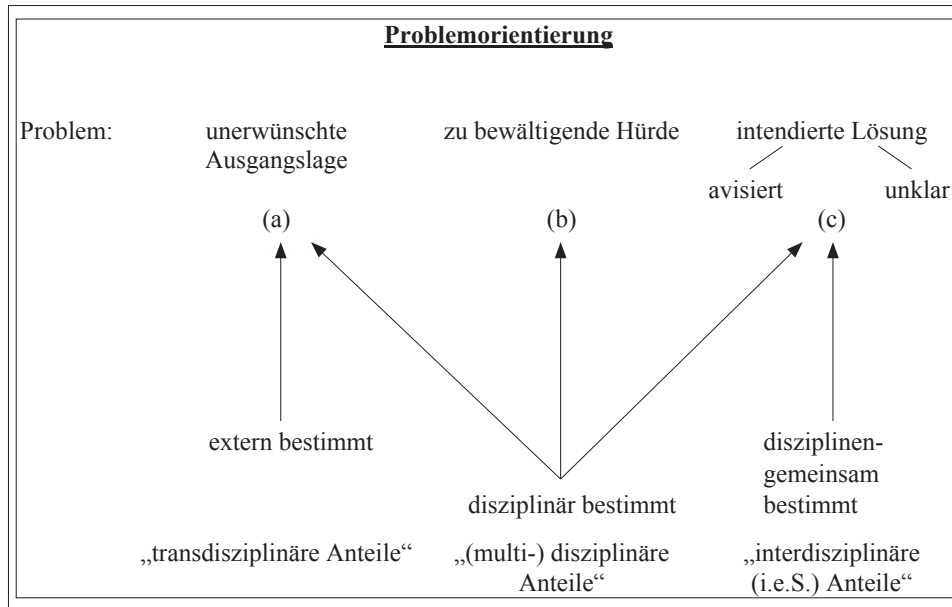 Problemorientierung
Problem:
unerwünschte
Ausgangslage
zu bewältigende Hürde
intendierte Lösung
avisiert
unklar
(a)
(b)
(c)
extern bestimmt
disziplinär bestimmt
disziplinen-
gemeinsam
bestimmt
„transdisziplinäre Anteile“
„(multi-) disziplinäre
Anteile“
„interdisziplinäre
(i.e.S.) Anteile“